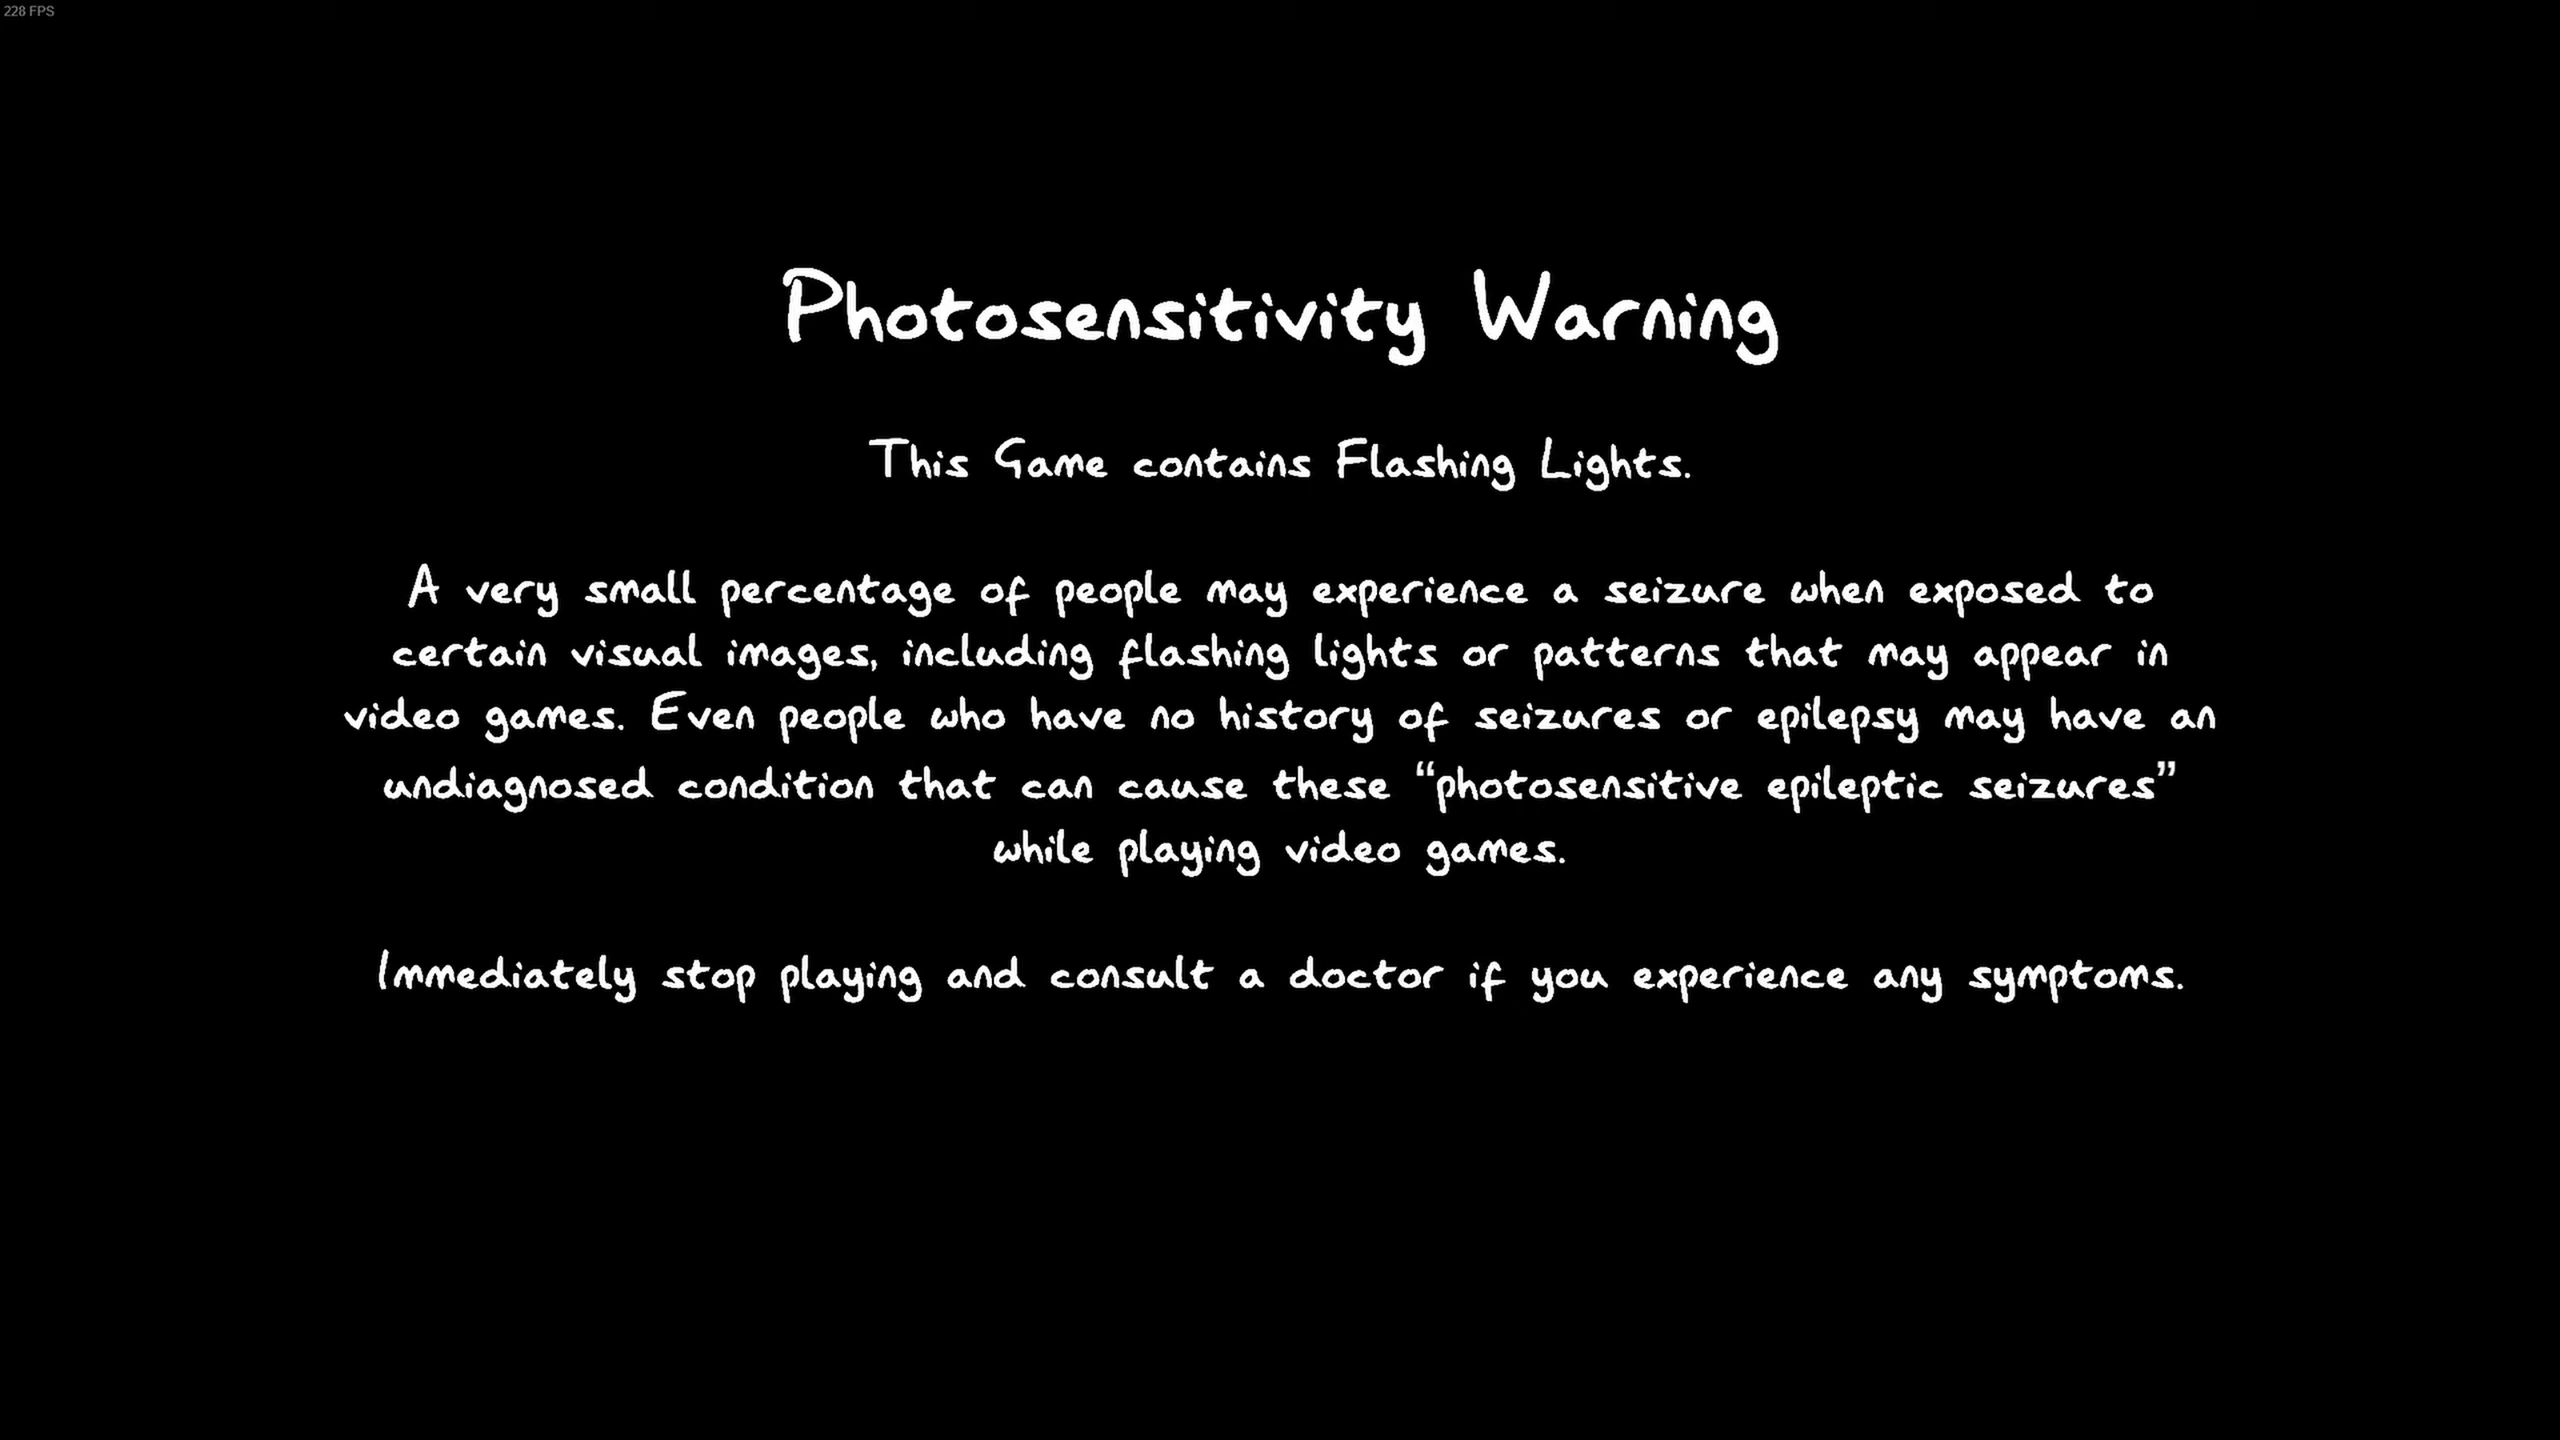 228 FPS
Photosensitivity Warning
This Game contains Flashing Lights.
A very small percentage of people may experience a seizure when exposed to
certain visual images, including flashing lights or patterns that may appear in
video games. Even people who have no history of seizures or epilepsy may have an
undiagnosed condition that can cause these “photosensitive epileptic seizures”
while playing video games.
Immediately stop playing and consult a doctor if you experience any symptoms.